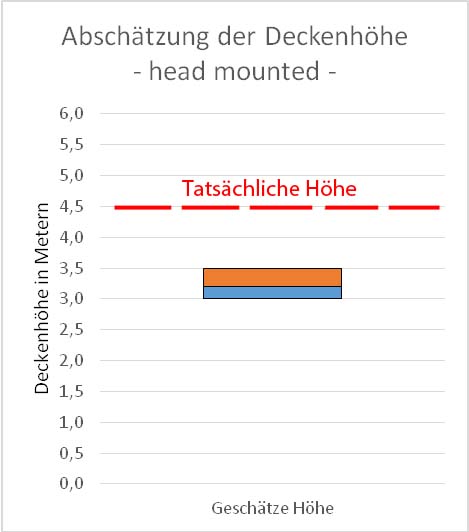 Abschätzung der Deckenhöhe
- head mounted -
6,0
5,5
5,0
Tatsächliche Höhe
4,5
4,0
3,5
3,0
2,5
2,0
1,5
1,0
0,5
0,0
Deckenhöhe in Metern
Geschätze Höhe